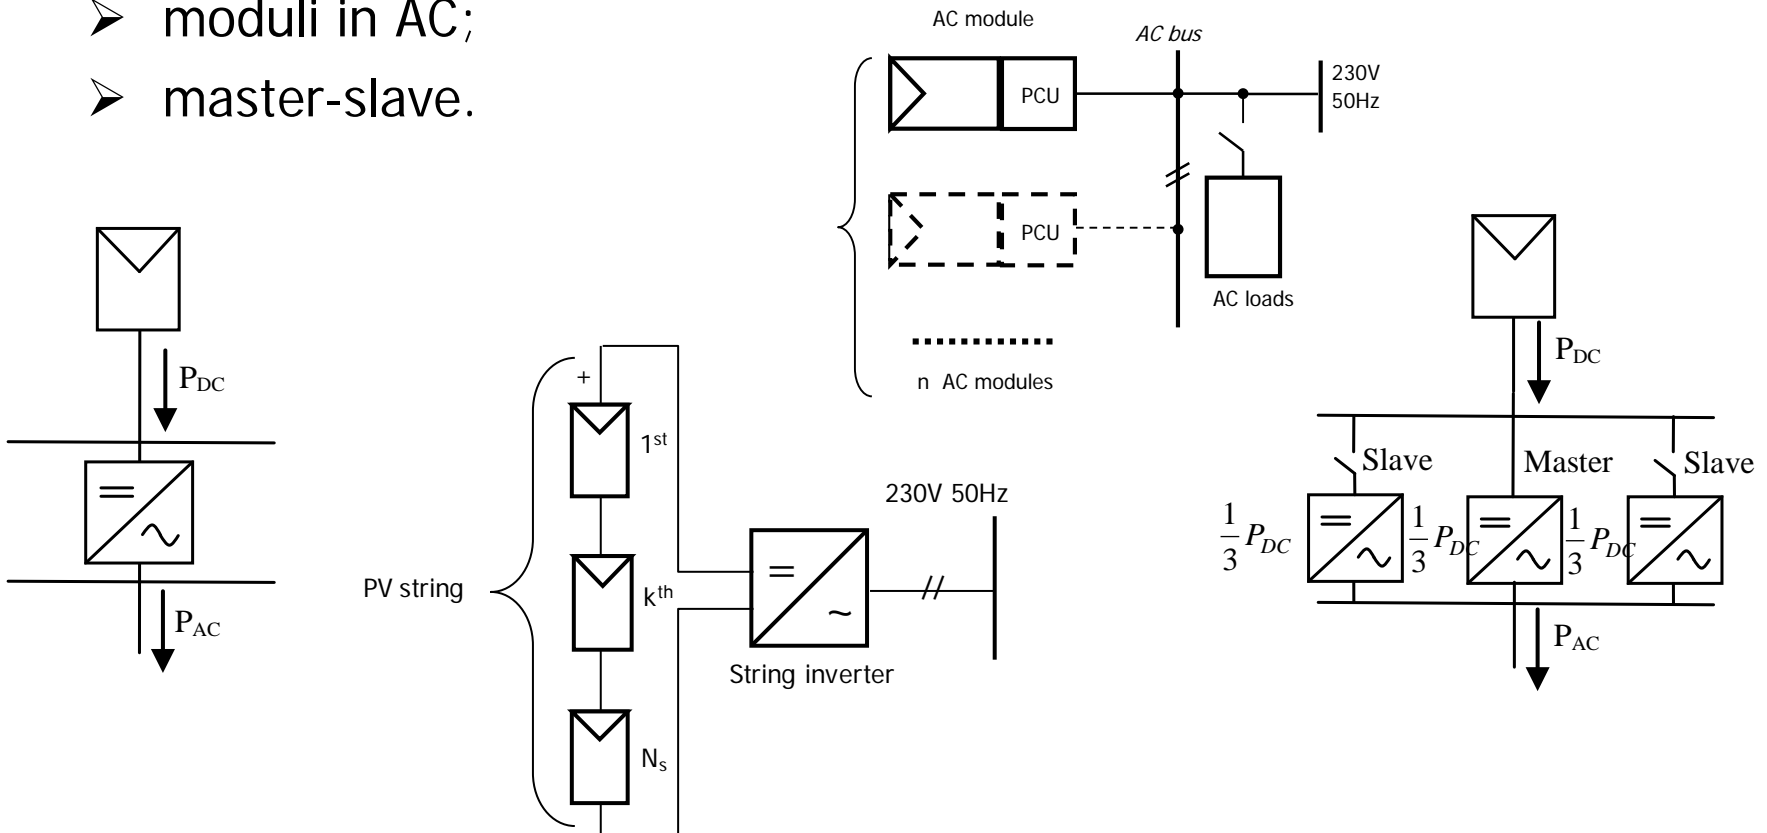 ➢ moduli in AC;
➢ master-slave.
AC module
AC bus
PCU
230V
50Hz
PCU
AC loads
n AC modules
P_DC
P_AC
+
1st
kth
Ns
PV string
String inverter
230V 50Hz
P_DC
Slave
Master
Slave
1/3 P_DC
1/3 P_DC
1/3 P_DC
P_AC